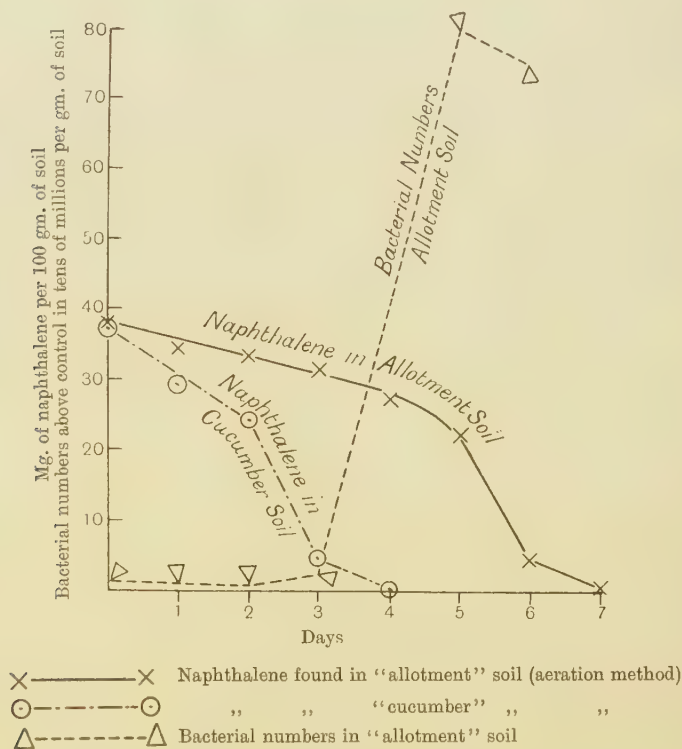 Mg. of naphthalene per 100 gm. of soil
Bacterial numbers above control in tens of millions per gm. of soil
80
70
60
50
40
30
20
10
Bacterial Numbers
Allotment Soil
Naphthalene in Allotment Soil
Naphthalene in
Cucumber Soil
1 2 3 4 5 6 7
Days
Naphthalene found in “allotment” soil (aeration method)
„ „ “cucumber” „ „
Bacterial numbers in “allotment” soil